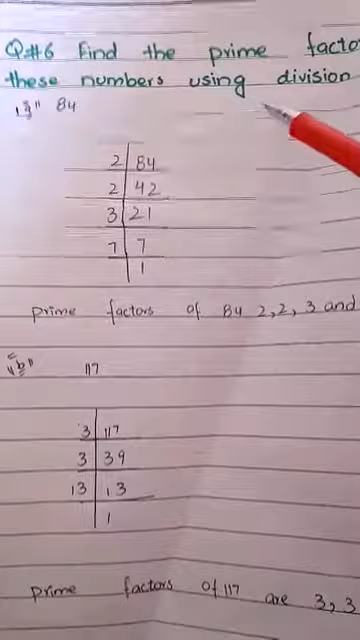 Q#6 Find the prime facto
these numbers using division
"a" 84
2 84
2 42
3 21
7 7
1
prime factors of 84 2,2, 3 and
"b" 117
3 117
3 39
13 13
1
prime factors of 117 are 3, 3